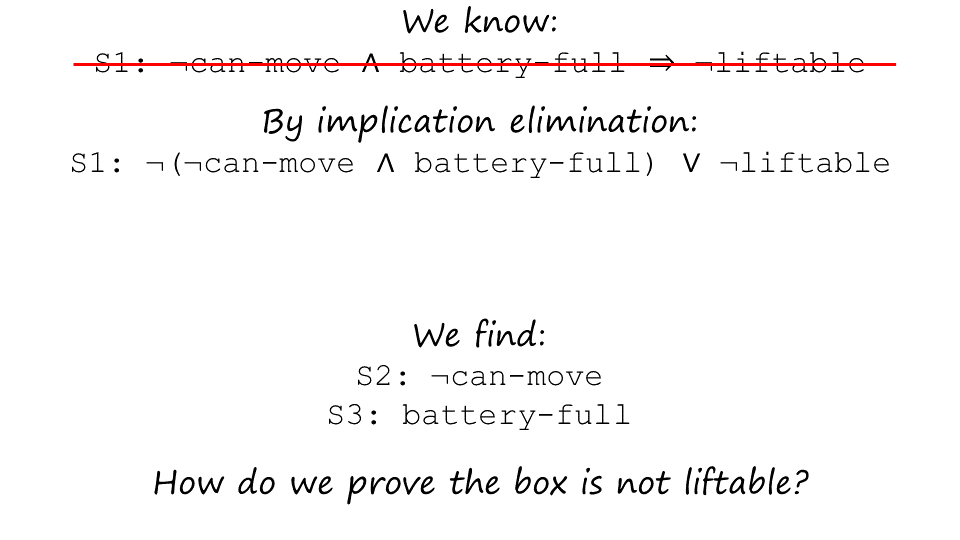 We know:
S1: ¬can-move ∧ battery-full ⇒ ¬liftable
By implication elimination:
S1: ¬(¬can-move ∧ battery-full) ∨ ¬liftable
We find:
S2: ¬can-move
S3: battery-full
How do we prove the box is not liftable?